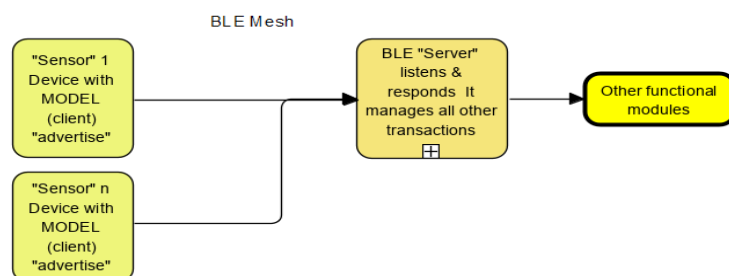 BLE Mesh
"Sensor" 1
Device with
MODEL
(client)
"advertise"
BLE "Server"
listens &
responds It
manages all other
transactions
Other functional
modules
"Sensor" n
Device with
MODEL
(client)
"advertise"